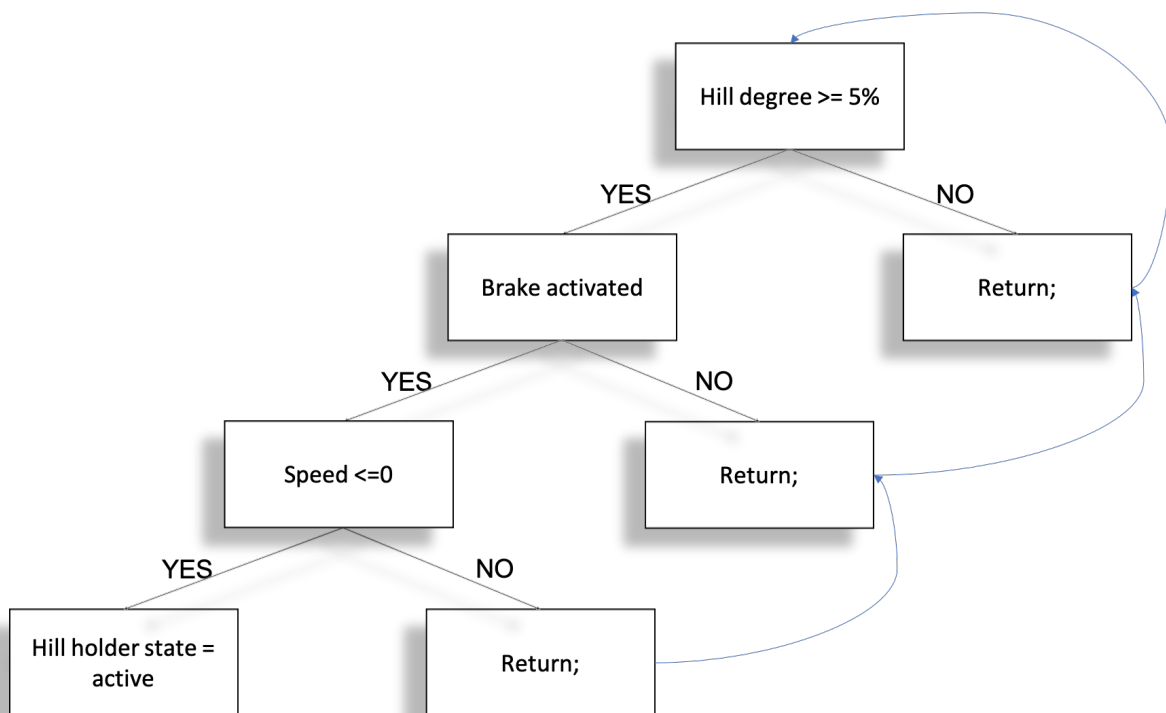 Hill degree >= 5%
YES
NO
Brake activated
Return;
YES
NO
Speed <=0
Return;
YES
NO
Hill holder state =
active
Return;